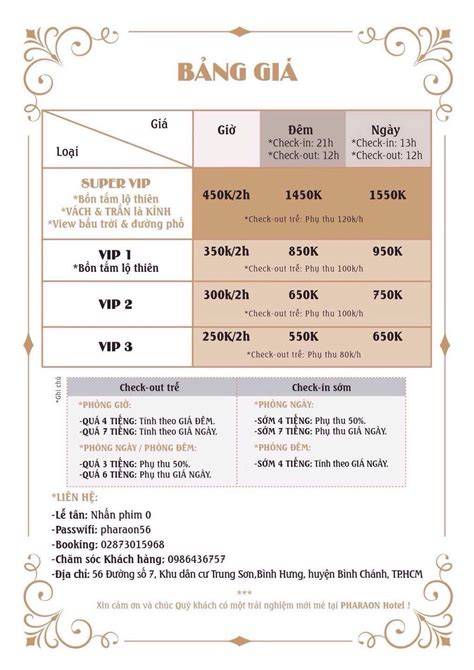 BẢNG GIÁ
Giá
Loại
Giờ
Đêm
*Check-in: 21h
*Check-out: 12h
Ngày
*Check-in: 13h
*Check-out: 12h
SUPER VIP
*Bồn tắm lộ thiên
*VÁCH & TRẦN là KÍNH
*View bầu trời & đường phố
450K/2h 1450K 1550K
*Check-out trễ: Phụ thu 120k/h
VIP 1
*Bồn tắm lộ thiên
350k/2h 850K 950K
*Check-out trễ: Phụ thu 100k/h
VIP 2
300k/2h 650K 750K
*Check-out trễ: Phụ thu 100k/h
VIP 3
250K/2h 550K 650K
*Check-out trễ: Phụ thu 80k/h
*Ghi chú
Check-out trễ
*PHÒNG GIỜ:
-QUÁ 4 TIẾNG: Tính theo GIÁ ĐÊM.
-QUÁ 7 TIẾNG: Tính theo GIÁ NGÀY.
*PHÒNG NGÀY / PHÒNG ĐÊM:
-QUÁ 3 TIẾNG: Phụ thu 50%.
-QUÁ 6 TIẾNG: Phụ thu GIÁ NGÀY.
Check-in sớm
*PHÒNG NGÀY:
-SỚM 4 TIẾNG: Phụ thu 50%.
-SỚM 7 TIẾNG: Phụ thu GIÁ NGÀY.
*PHÒNG ĐÊM:
-SỚM 4 TIẾNG: Tính theo GIÁ NGÀY.
*LIÊN HỆ:
-Lễ tân: Nhấn phím 0
-Passwifi: pharaon56
-Booking: 02873015968
-Chăm sóc Khách hàng: 0986436757
-Địa chỉ: 56 Đường số 7, Khu dân cư Trung Sơn,Bình Hưng, huyện Bình Chánh, TP.HCM
Xin cảm ơn và chúc Quý khách có một trải nghiệm mới mẻ tại PHARAON Hotel !